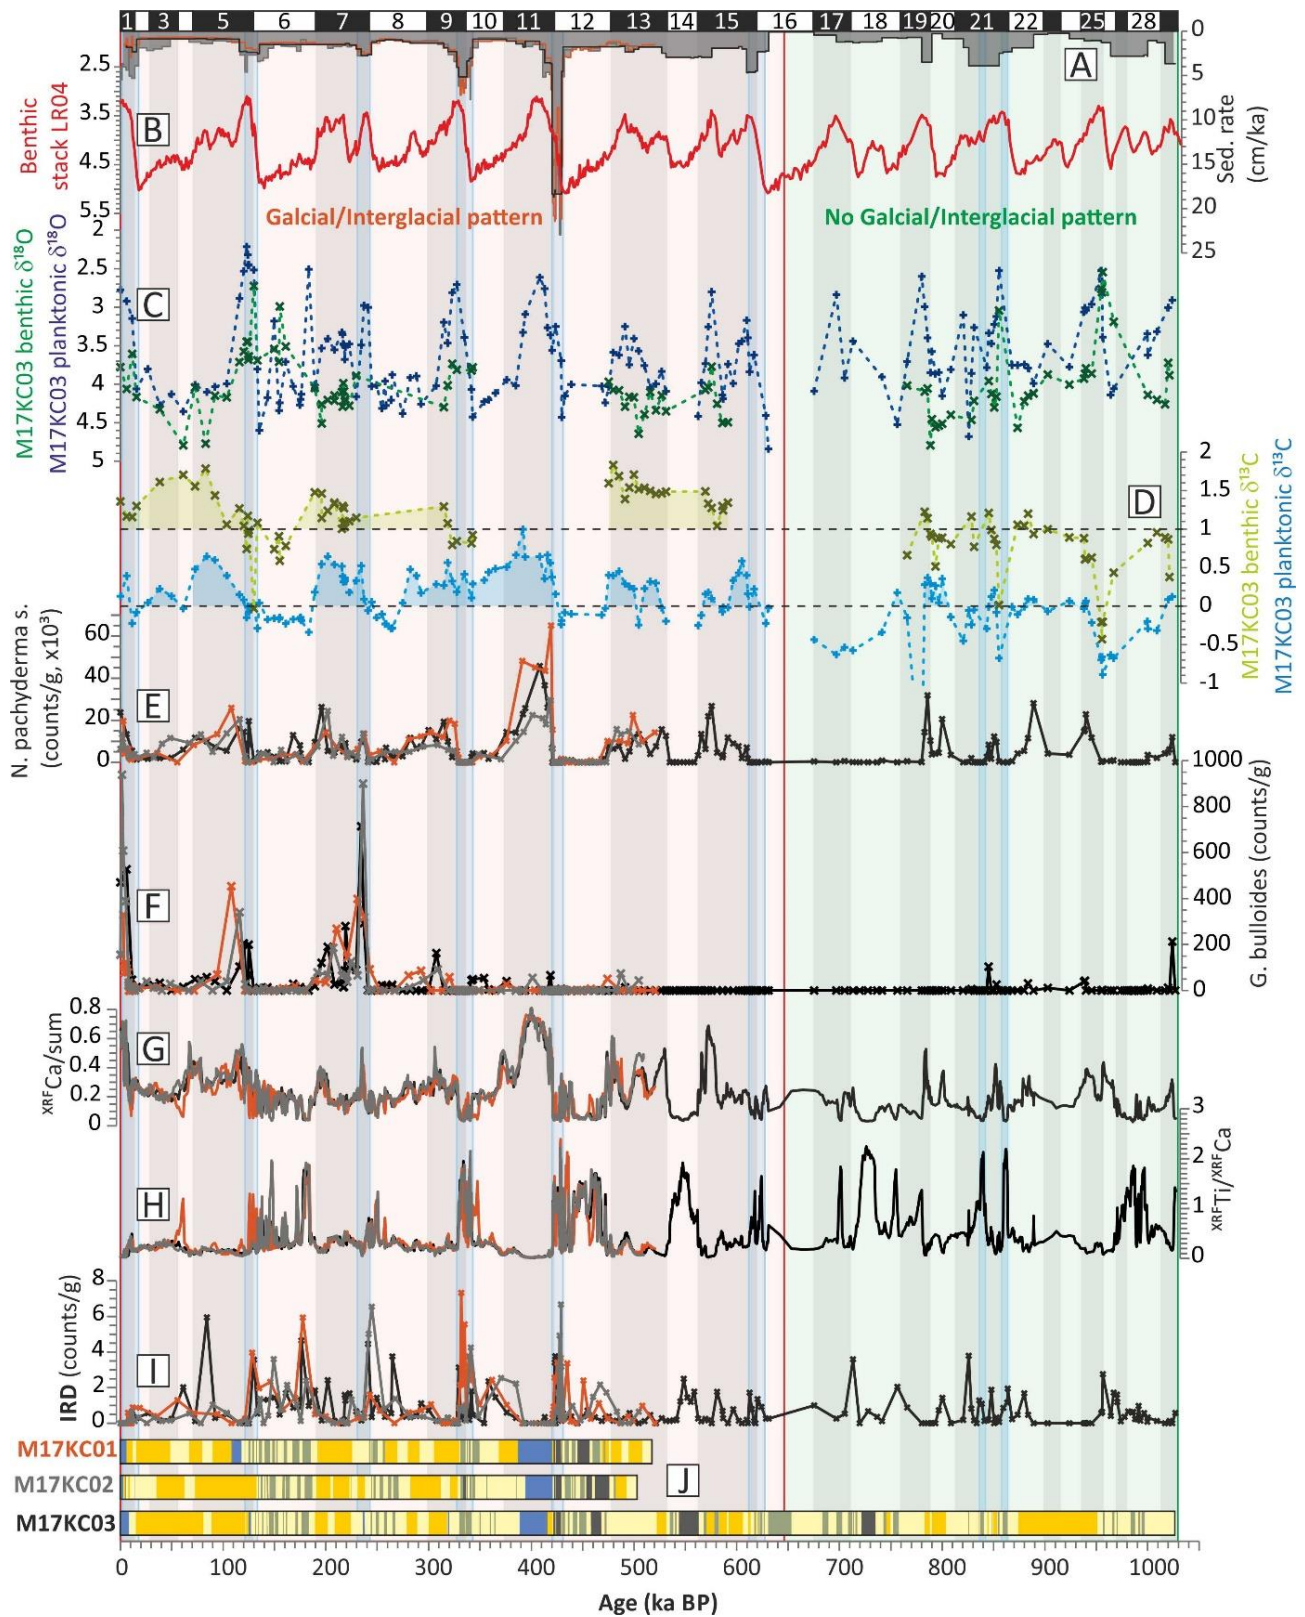 1 3 5 6 7 8 9 10 11 12 13 14 15 16 17 18 19 20 21 22 25 28
A
0
5
10
15
20
25
Sed. rate
(cm/ka)
Benthic
stack LR04
2.5
3.5
4.5
5.5
B
Galcial/Interglacial pattern
No Galcial/Interglacial pattern
M17KC03 benthic δ¹⁸O
M17KC03 planktonic δ¹⁸O
2
2.5
3
3.5
4
4.5
5
C
D
2
1.5
1
0.5
0
-0.5
-1
M17KC03 benthic δ¹³C
M17KC03 planktonic δ¹³C
N. pachyderma s.
(counts/g, x10³)
60
40
20
0
E
1000
800
600
400
200
0
G. bulloides (counts/g)
F
XRFCa/sum
0.8
0.6
0.4
0.2
0
G
3
2
1
0
XRFTi/XRFCa
H
IRD (counts/g)
8
6
4
2
0
I
M17KC01
M17KC02
J
M17KC03
0 100 200 300 400 500 600 700 800 900 1000
Age (ka BP)